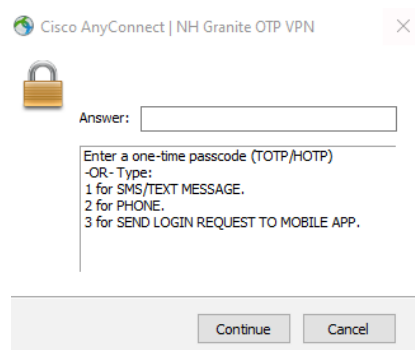 Cisco AnyConnect | NH Granite OTP VPN
Answer:
Enter a one-time passcode (TOTP/HOTP)
-OR- Type:
1 for SMS/TEXT MESSAGE.
2 for PHONE.
3 for SEND LOGIN REQUEST TO MOBILE APP.
Continue Cancel